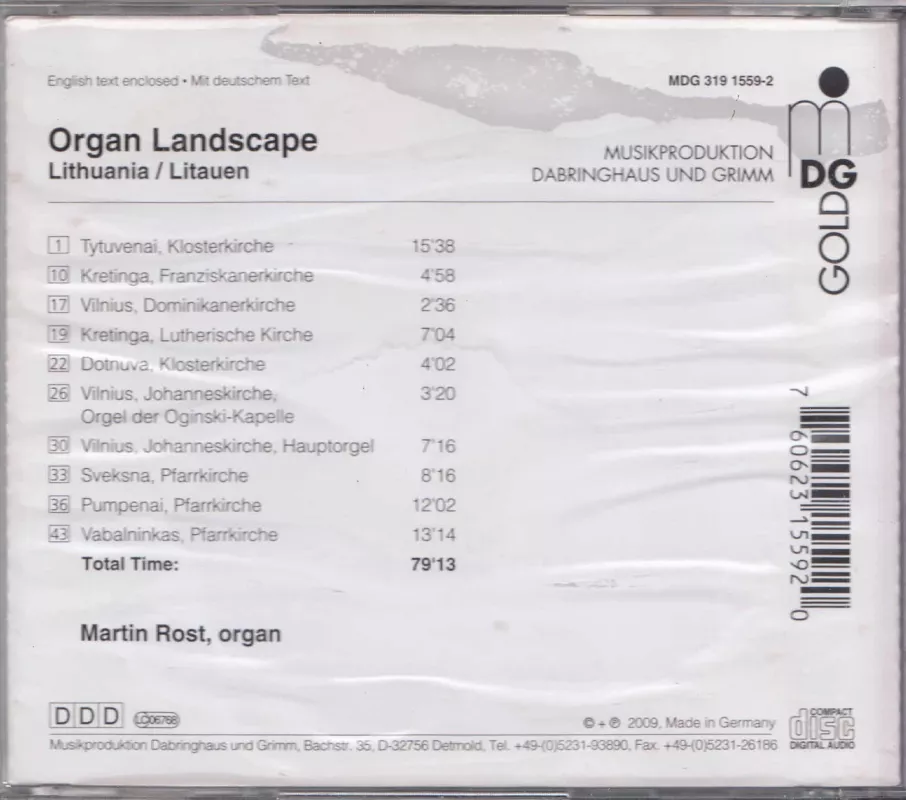 English text enclosed • Mit deutschem Text
MDG 319 1559-2
Organ Landscape
Lithuania / Litauen
MUSIKPRODUKTION
DABRINGHAUS UND GRIMM
mDG
GOLD
1 Tytuvenai, Klosterkirche 15'38
10 Kretinga, Franziskanerkirche 4'58
17 Vilnius, Dominikanerkirche 2'36
19 Kretinga, Lutherische Kirche 7'04
22 Dotnuva, Klosterkirche 4'02
26 Vilnius, Johanneskirche, 3'20
Orgel der Oginski-Kapelle
30 Vilnius, Johanneskirche, Hauptorgel 7'16
33 Sveksna, Pfarrkirche 8'16
36 Pumpenai, Pfarrkirche 12'02
43 Vabalninkas, Pfarrkirche 13'14
Total Time: 79'13
Martin Rost, organ
7 60623 15592 0
DDD LC06768
© + ℗ 2009, Made in Germany
COMPACT
disc
DIGITAL AUDIO
Musikproduktion Dabringhaus und Grimm, Bachstr. 35, D-32756 Detmold, Tel. +49-(0)5231-93890, Fax. +49-(0)5231-26186